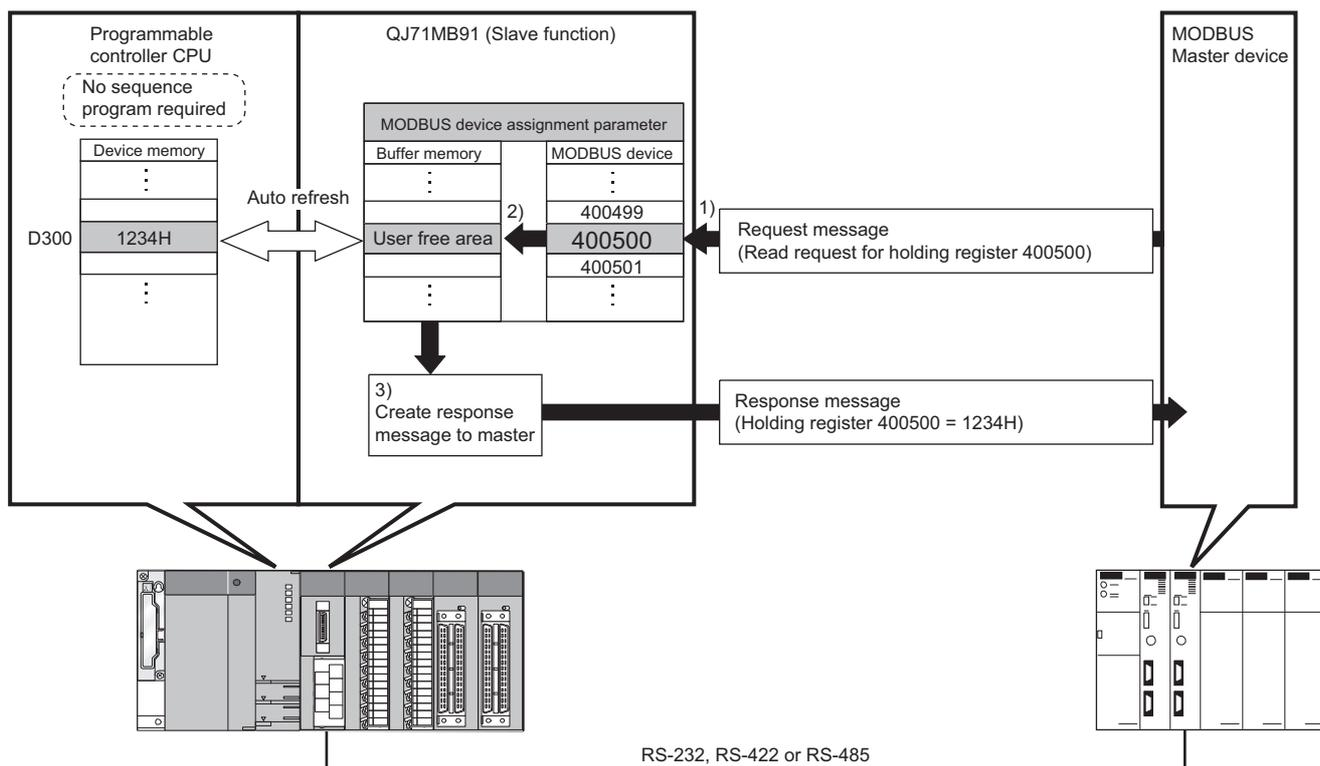 Programmable
controller CPU
No sequence
program required
Device memory
D300
1234H
Auto refresh
QJ71MB91 (Slave function)
MODBUS device assignment parameter
Buffer memory
MODBUS device
400499
2)
User free area
400500
400501
1)
Request message
(Read request for holding register 400500)
3)
Create response
message to master
Response message
(Holding register 400500 = 1234H)
MODBUS
Master device
RS-232, RS-422 or RS-485